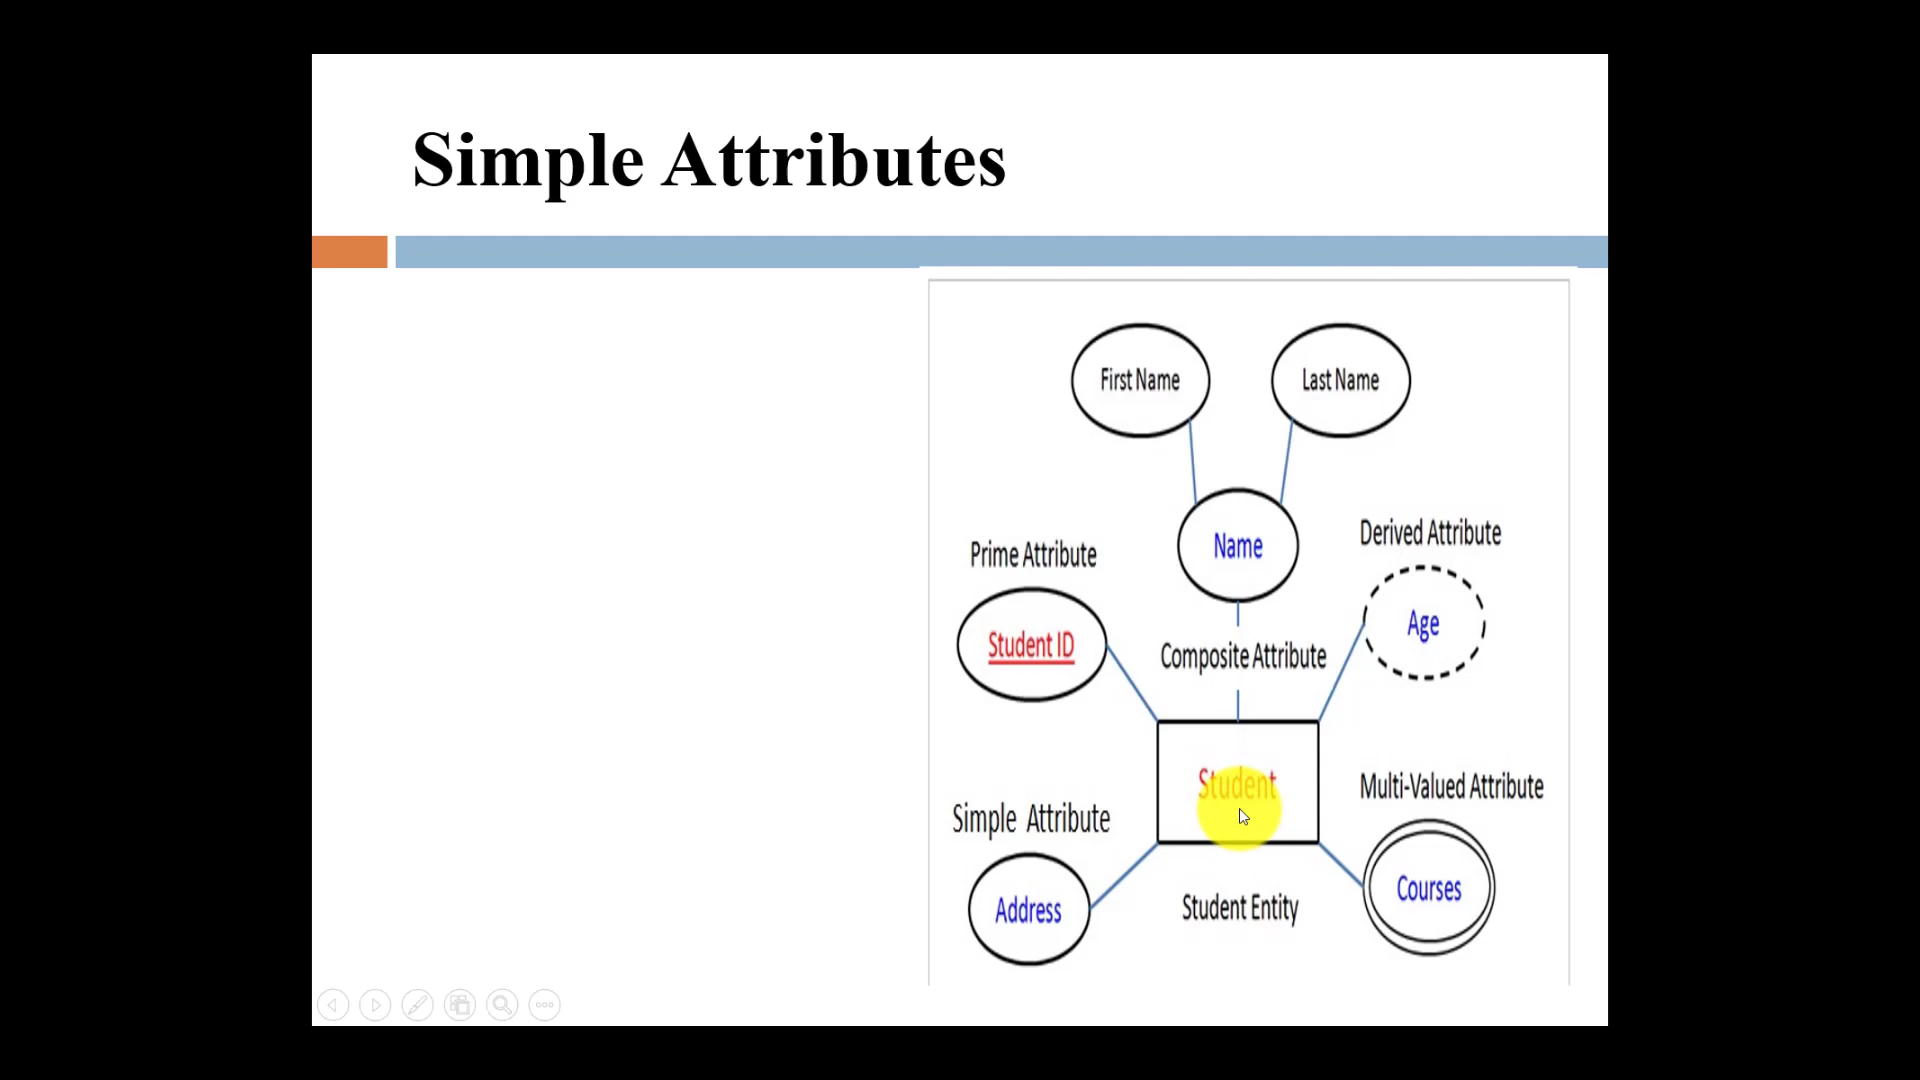 Simple Attributes
First Name
Last Name
Name
Derived Attribute
Prime Attribute
Age
Student ID
Composite Attribute
Student
Multi-Valued Attribute
Simple Attribute
Courses
Address
Student Entity